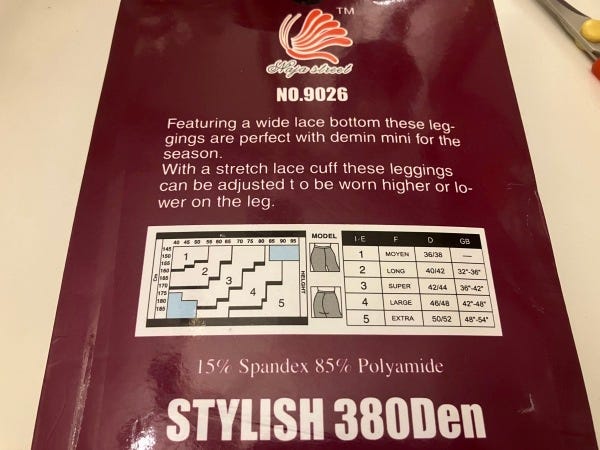 TM
Haja street
NO.9026
Featuring a wide lace bottom these leg-
gings are perfect with demin mini for the
season.
With a stretch lace cuff these leggings
can be adjusted t o be worn higher or lo-
wer on the leg.
KL
40 45 50 55 60 65 70 75 80 85 90 95
Cms
145
150
155
160
165
170
175
180
185
1
2
3
4
5
HEIGHT
MODEL
I-E F D GB
1 MOYEN 36/38 —
2 LONG 40/42 32"-36"
3 SUPER 42/44 36"-42"
4 LARGE 46/48 42"-48"
5 EXTRA 50/52 48"-54"
15% Spandex 85% Polyamide
STYLISH 380Den